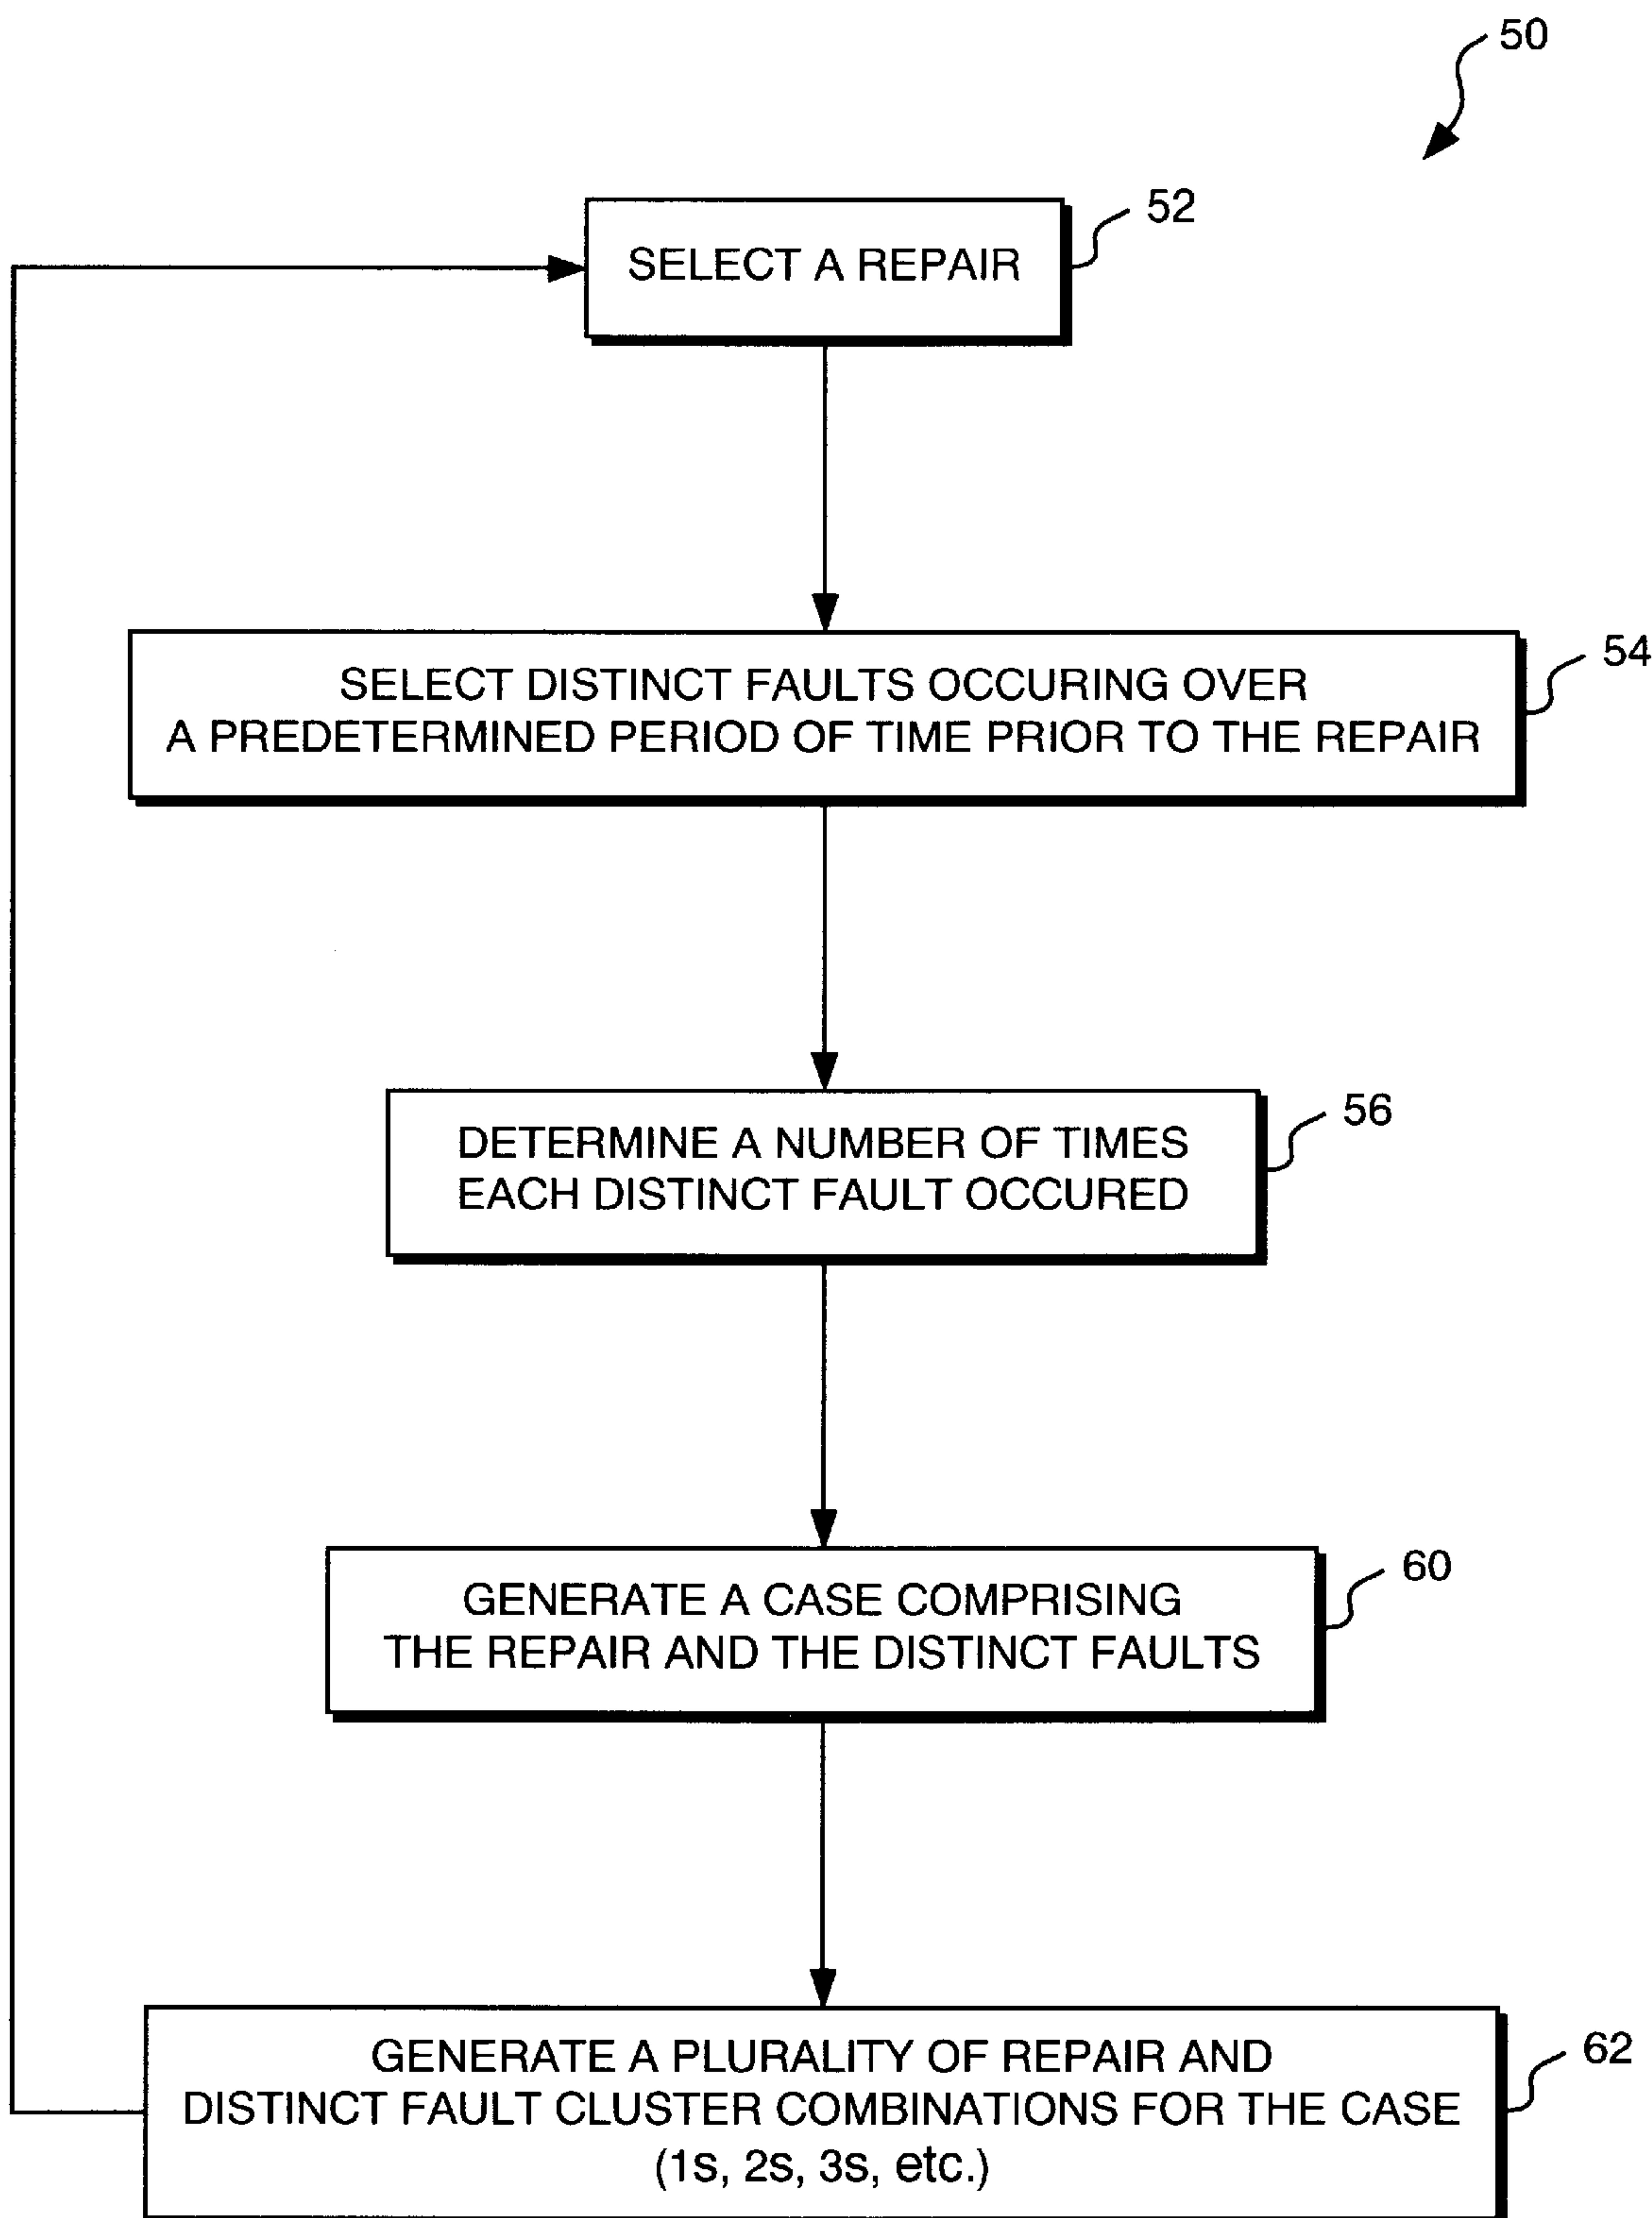 50
52
SELECT A REPAIR
54
SELECT DISTINCT FAULTS OCCURING OVER
A PREDETERMINED PERIOD OF TIME PRIOR TO THE REPAIR
56
DETERMINE A NUMBER OF TIMES
EACH DISTINCT FAULT OCCURED
60
GENERATE A CASE COMPRISING
THE REPAIR AND THE DISTINCT FAULTS
62
GENERATE A PLURALITY OF REPAIR AND
DISTINCT FAULT CLUSTER COMBINATIONS FOR THE CASE
(1s, 2s, 3s, etc.)